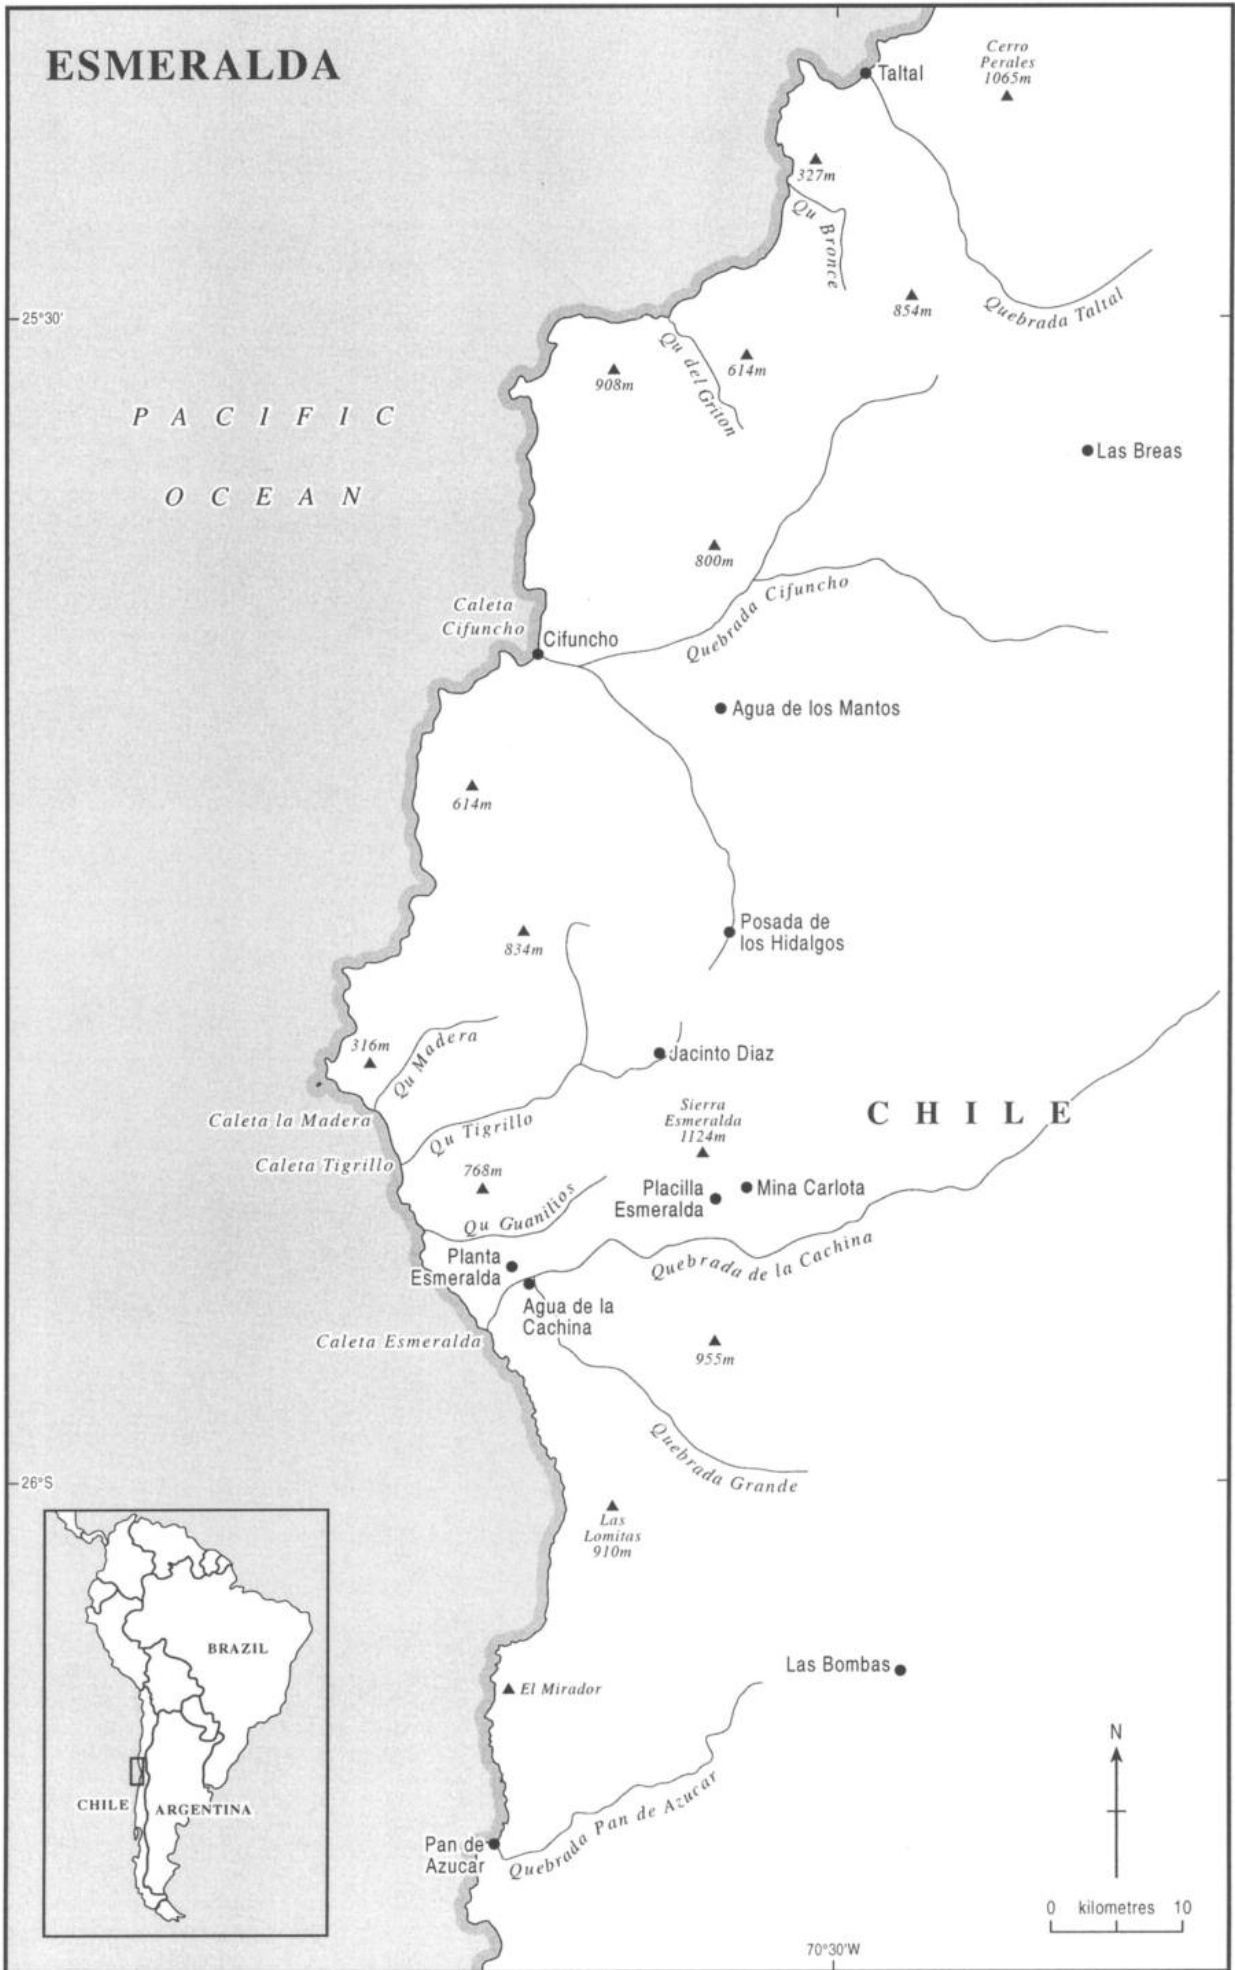 ESMERALDA
Cerro
Perales
1065m
Taltal
327m
Qu Bronce
854m
Quebrada Taltal
25°30'
908m
Qu del Griton
614m
PACIFIC
OCEAN
Las Breas
800m
Quebrada Cifuncho
Caleta
Cifuncho
Cifuncho
Agua de los Mantos
614m
834m
Posada de
los Hidalgos
316m
Qu Madera
Jacinto Diaz
Caleta la Madera
Qu Tigrillo
Sierra
Esmeralda
1124m
CHILE
Caleta Tigrillo
768m
Qu Guanilios
Placilla
Esmeralda
Mina Carlota
Planta
Esmeralda
Quebrada de la Cachina
Agua de la
Cachina
Caleta Esmeralda
955m
Quebrada Grande
26°S
Las
Lomitas
910m
BRAZIL
CHILE
ARGENTINA
Las Bombas
El Mirador
Quebrada Pan de Azucar
Pan de
Azucar
N
0 kilometres 10
70°30'W